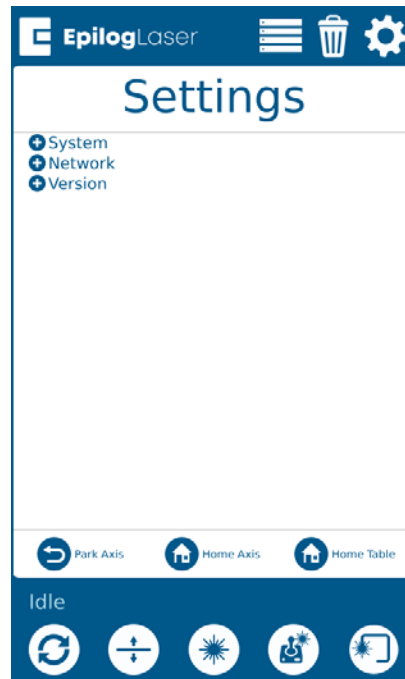 EpilogLaser
Settings
System
Network
Version
Park Axis Home Axis Home Table
Idle